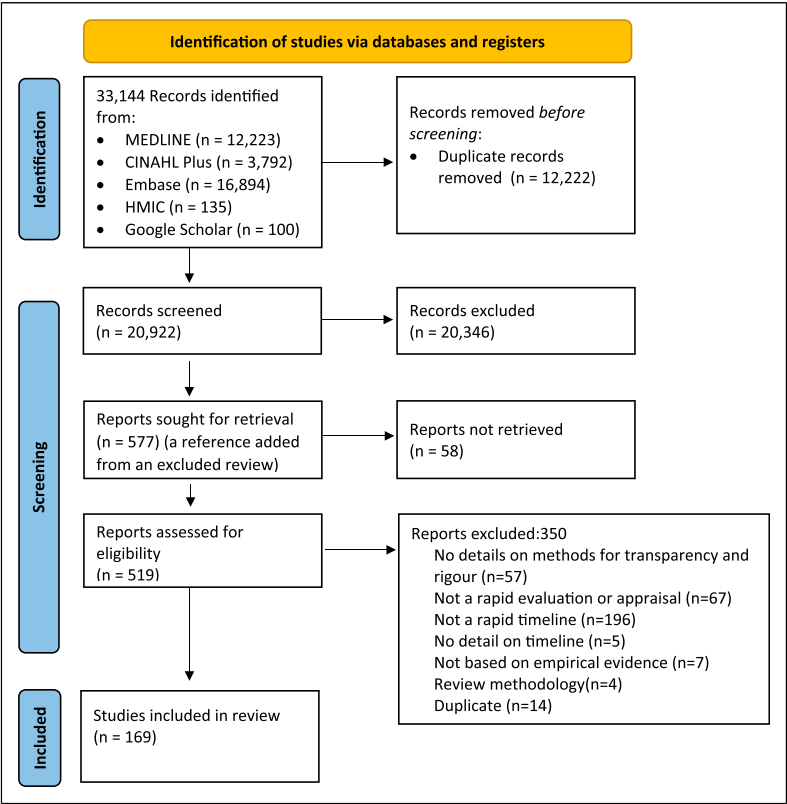 Identification of studies via databases and registers
Identification
33,144 Records identified
from:
• MEDLINE (n = 12,223)
• CINAHL Plus (n = 3,792)
• Embase (n = 16,894)
• HMIC (n = 135)
• Google Scholar (n = 100)
Records removed before
screening:
• Duplicate records
removed (n = 12,222)
Screening
Records screened
(n = 20,922)
Records excluded
(n = 20,346)
Reports sought for retrieval
(n = 577) (a reference added
from an excluded review)
Reports not retrieved
(n = 58)
Reports assessed for
eligibility
(n = 519)
Reports excluded:350
No details on methods for transparency and
rigour (n=57)
Not a rapid evaluation or appraisal (n=67)
Not a rapid timeline (n=196)
No detail on timeline (n=5)
Not based on empirical evidence (n=7)
Review methodology(n=4)
Duplicate (n=14)
Included
Studies included in review
(n = 169)